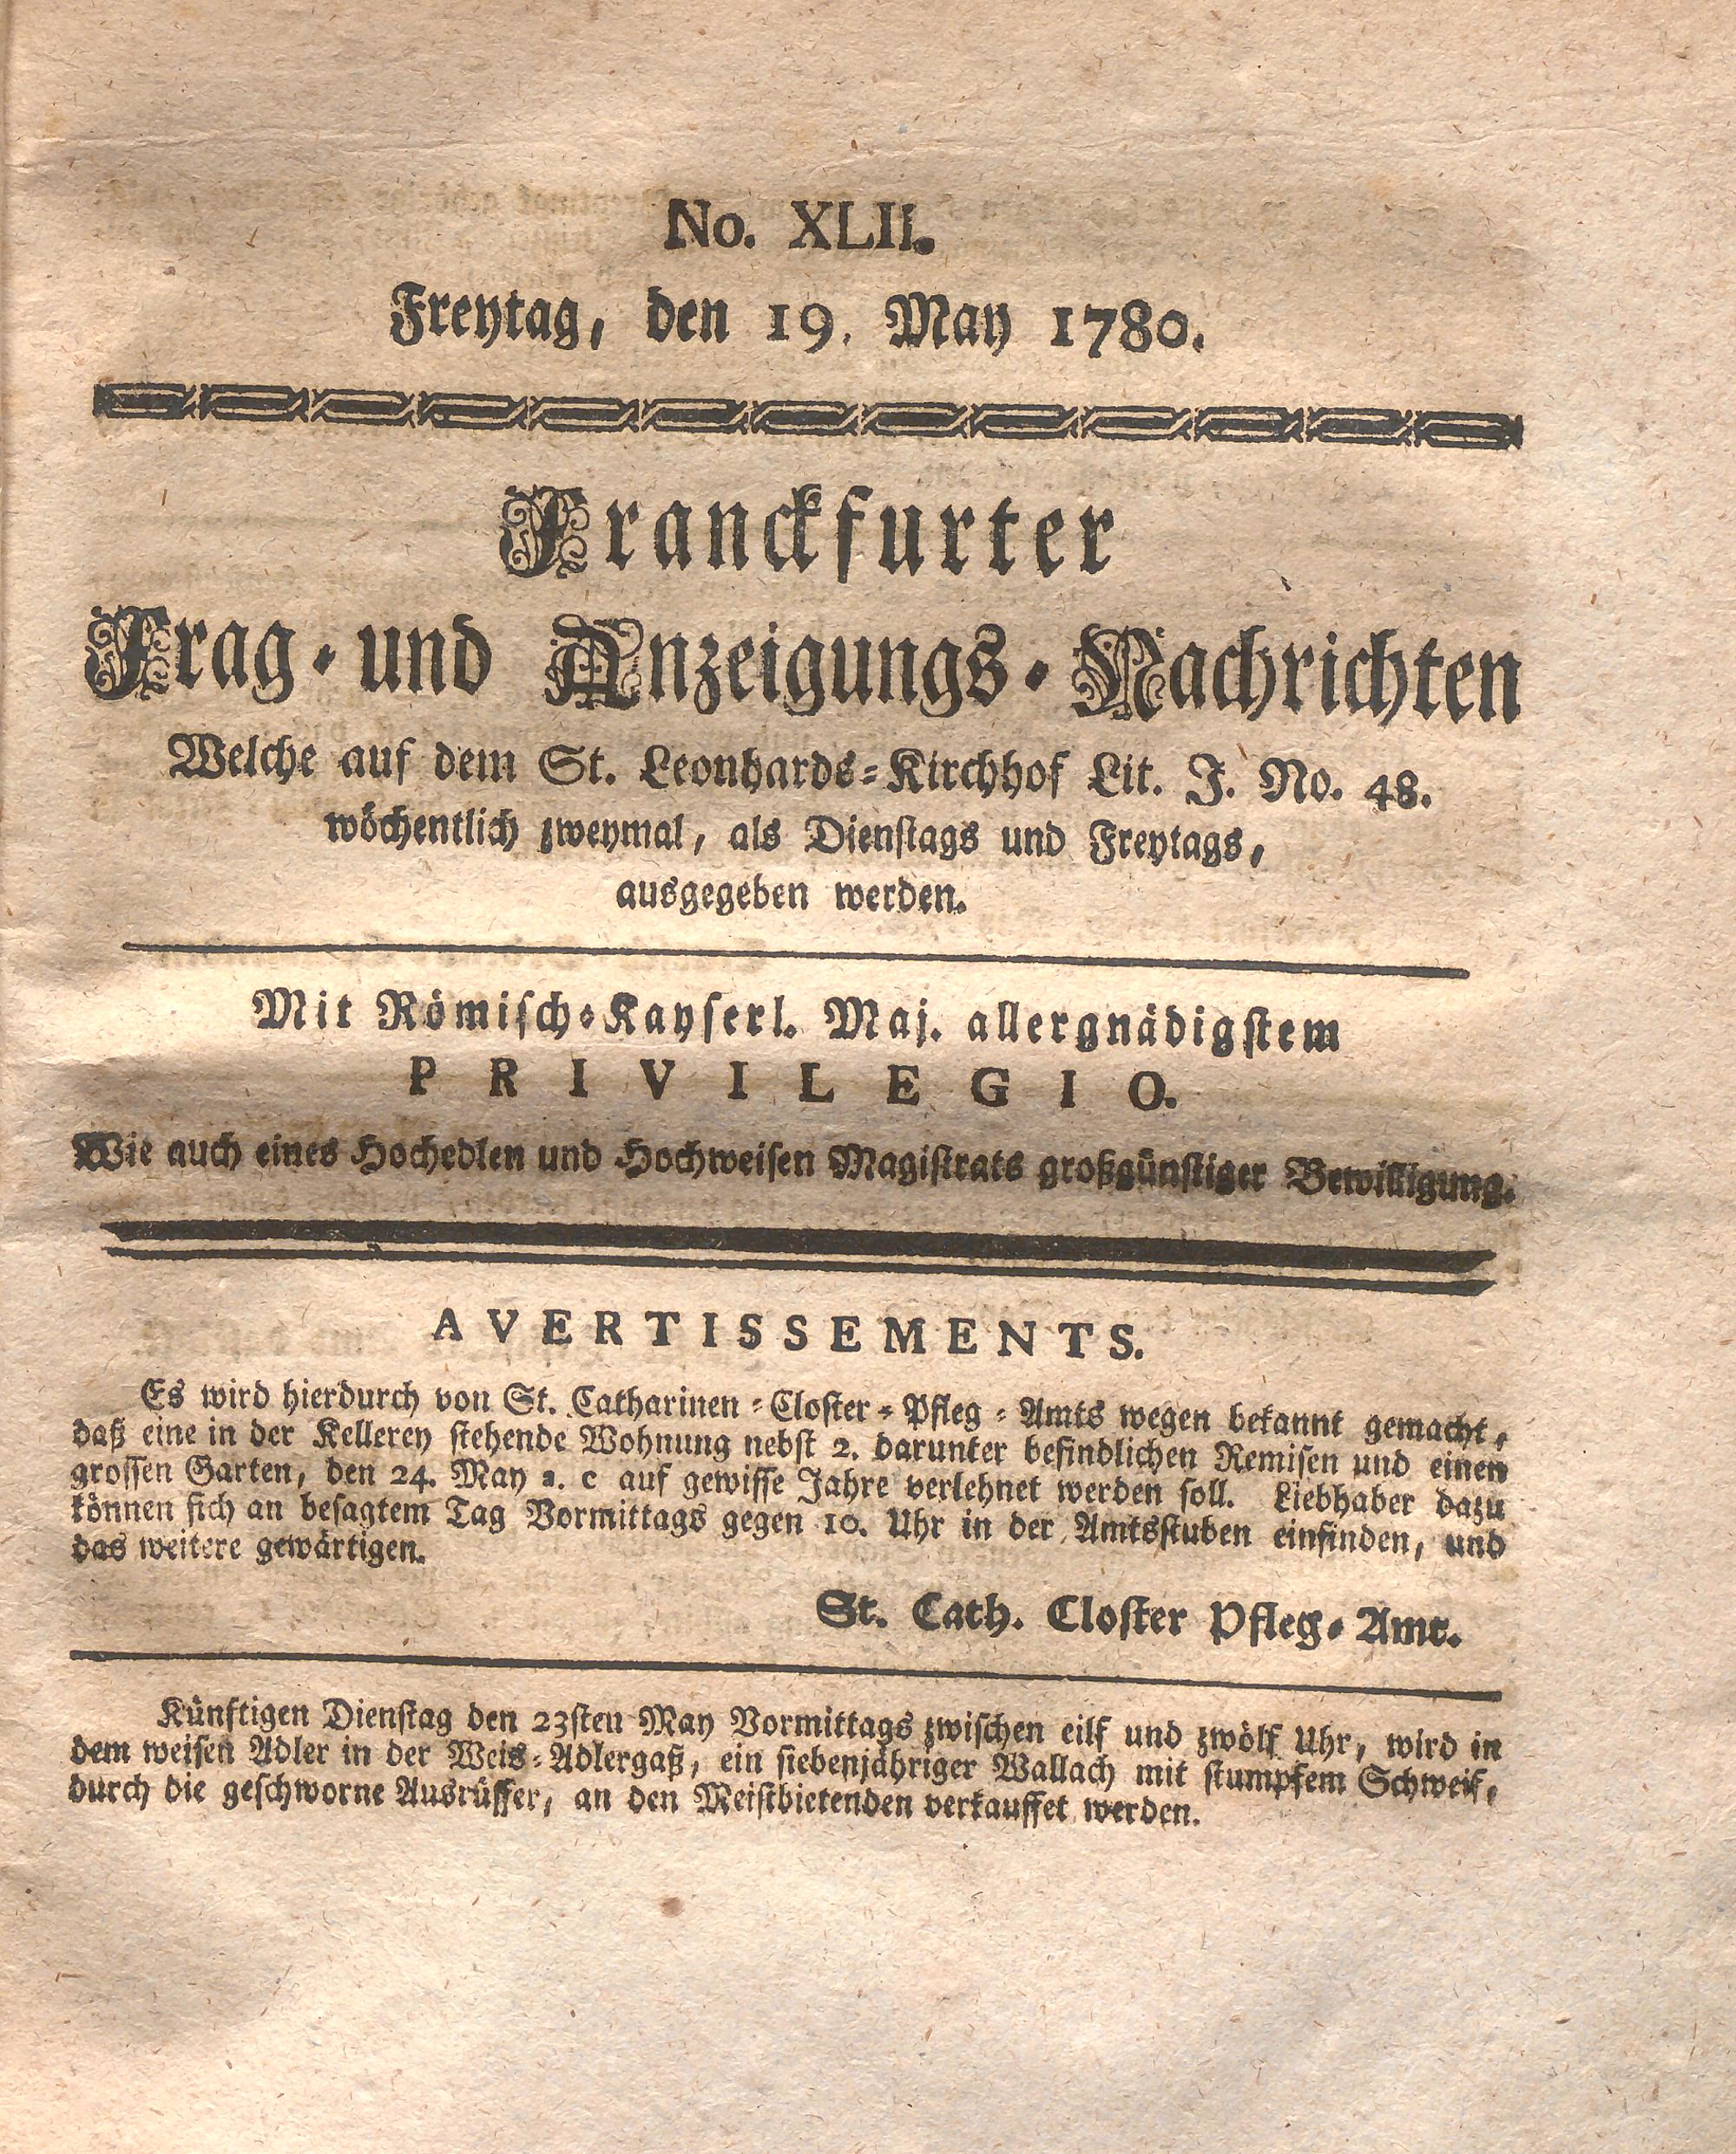 No. XLII.
Freytag, den 19. May 1780.
Franckfurter
Frag- und Anzeigungs-Nachrichten
Welche auf dem St. Leonhards-Kirchhof Lit. J. No. 48.
wöchentlich zweymal, als Dienstags und Freytags,
ausgegeben werden.
Mit Römisch-Kayserl. Maj. allergnädigstem
PRIVILEGIO.
Wie auch eines Hochedlen und Hochweisen Magistrats großgünstiger Bewilligung.
AVERTISSEMENTS.
Es wird hierdurch von St. Catharinen-Closter-Pfleg-Amts wegen bekannt gemacht,
daß eine in der Kellerey stehende Wohnung nebst 2. darunter befindlichen Remisen und einen
grossen Garten, den 24. May a. c auf gewisse Jahre verlehnet werden soll. Liebhaber dazu
können sich an besagtem Tag Vormittags gegen 10. Uhr in der Amtsstuben einfinden, und
das weitere gewärtigen.
St. Cath. Closter Pfleg-Amt.
Künftigen Dienstag den 23sten May Vormittags zwischen eilf und zwölf Uhr, wird in
dem weisen Adler in der Weis-Adlergaß, ein siebenjähriger Wallach mit stumpfem Schweif,
durch die geschworne Ausrüffer, an den Meistbietenden verkauffet werden.